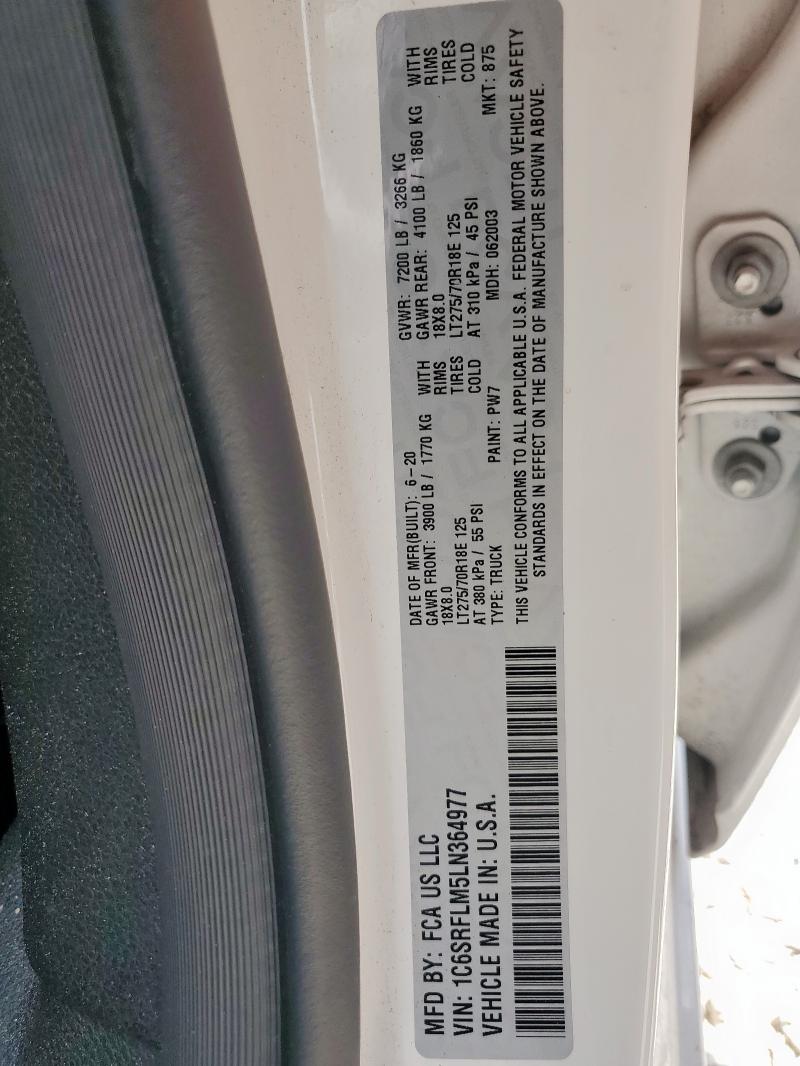 MFD BY: FCA US LLC
VIN: 1C6SRFLM5LN364977
VEHICLE MADE IN: U.S.A.
DATE OF MFR(BUILT): 6-20 GVWR: 7200 LB / 3266 KG
GAWR FRONT: 3900 LB / 1770 KG WITH GAWR REAR: 4100 LB / 1860 KG WITH
18X8.0 RIMS 18X8.0 RIMS
LT275/70R18E 125 TIRES LT275/70R18E 125 TIRES
AT 380 kPa / 55 PSI COLD AT 310 kPa / 45 PSI COLD
TYPE: TRUCK PAINT: PW7 MDH: 062003 MKT: 875
THIS VEHICLE CONFORMS TO ALL APPLICABLE U.S.A. FEDERAL MOTOR VEHICLE SAFETY
STANDARDS IN EFFECT ON THE DATE OF MANUFACTURE SHOWN ABOVE.